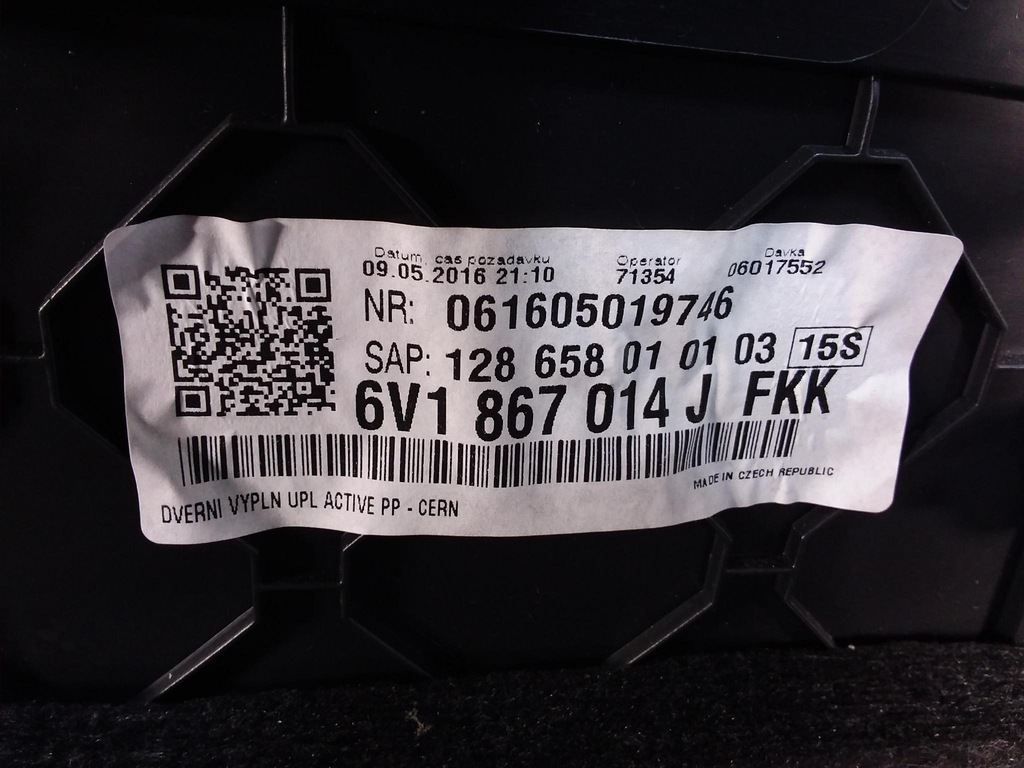 Datum, cas pozadavku Operator Davka
09.05.2016 21:10 71354 06017552
NR: 061605019746
SAP: 128 658 01 01 03 15S
6V1 867 014 J FKK
MADE IN CZECH REPUBLIC
DVERNI VYPLN UPL ACTIVE PP - CERN